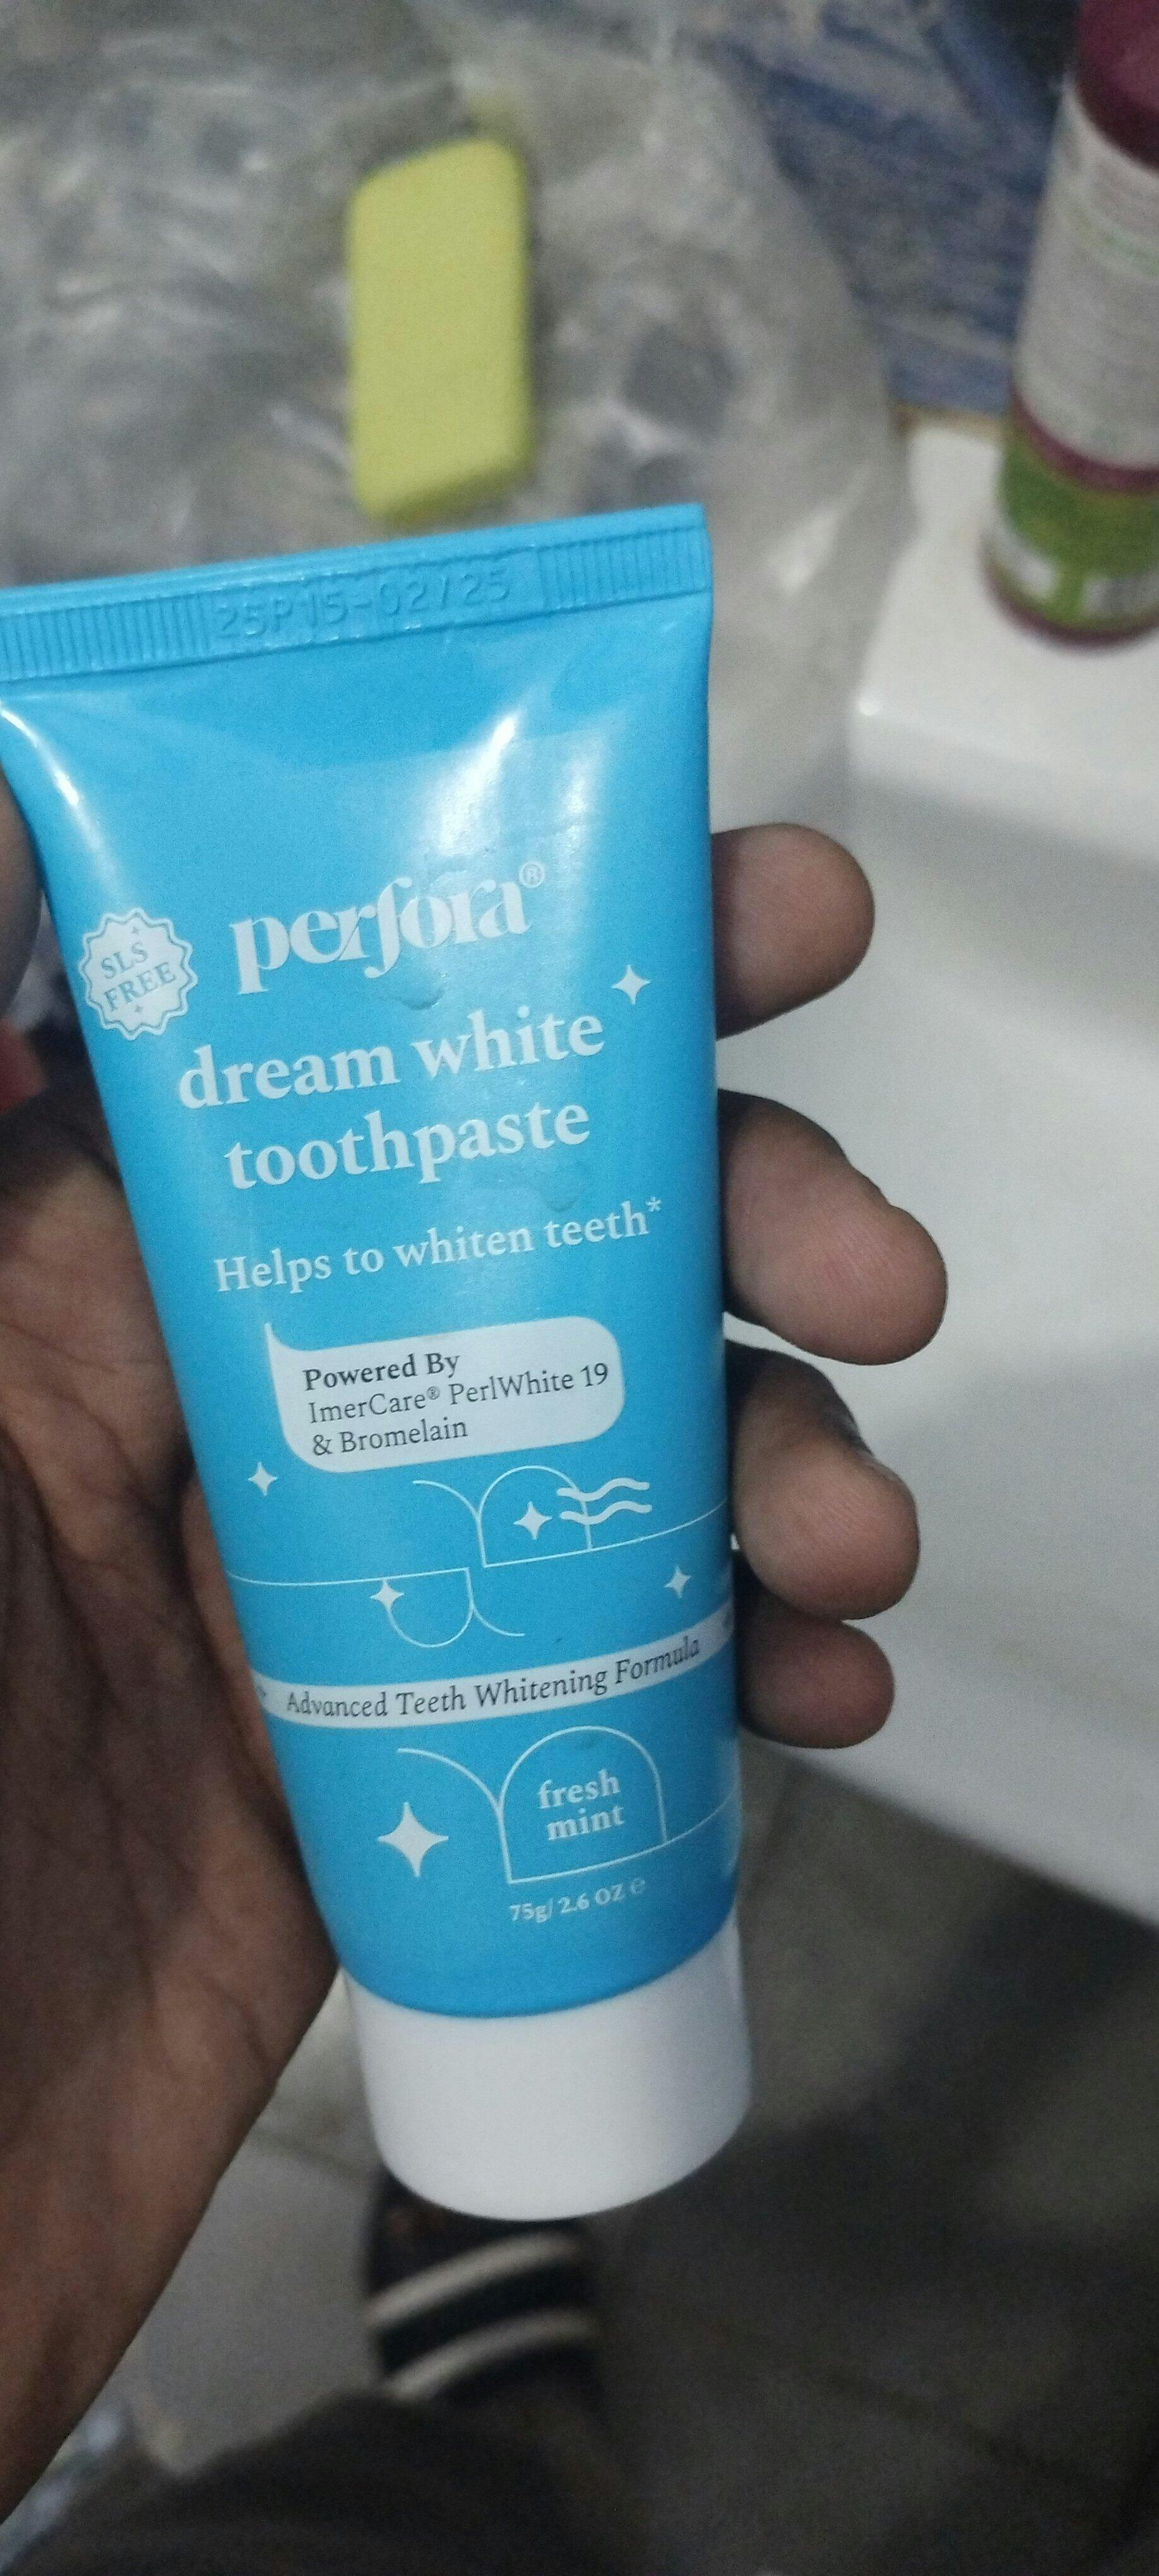 25P15-02/25
SLS
FREE
perfora®
dream white
toothpaste
Helps to whiten teeth*
Powered By
ImerCare® PerlWhite 19
& Bromelain
Advanced Teeth Whitening Formula
fresh
mint
75g/ 2.6 OZ e